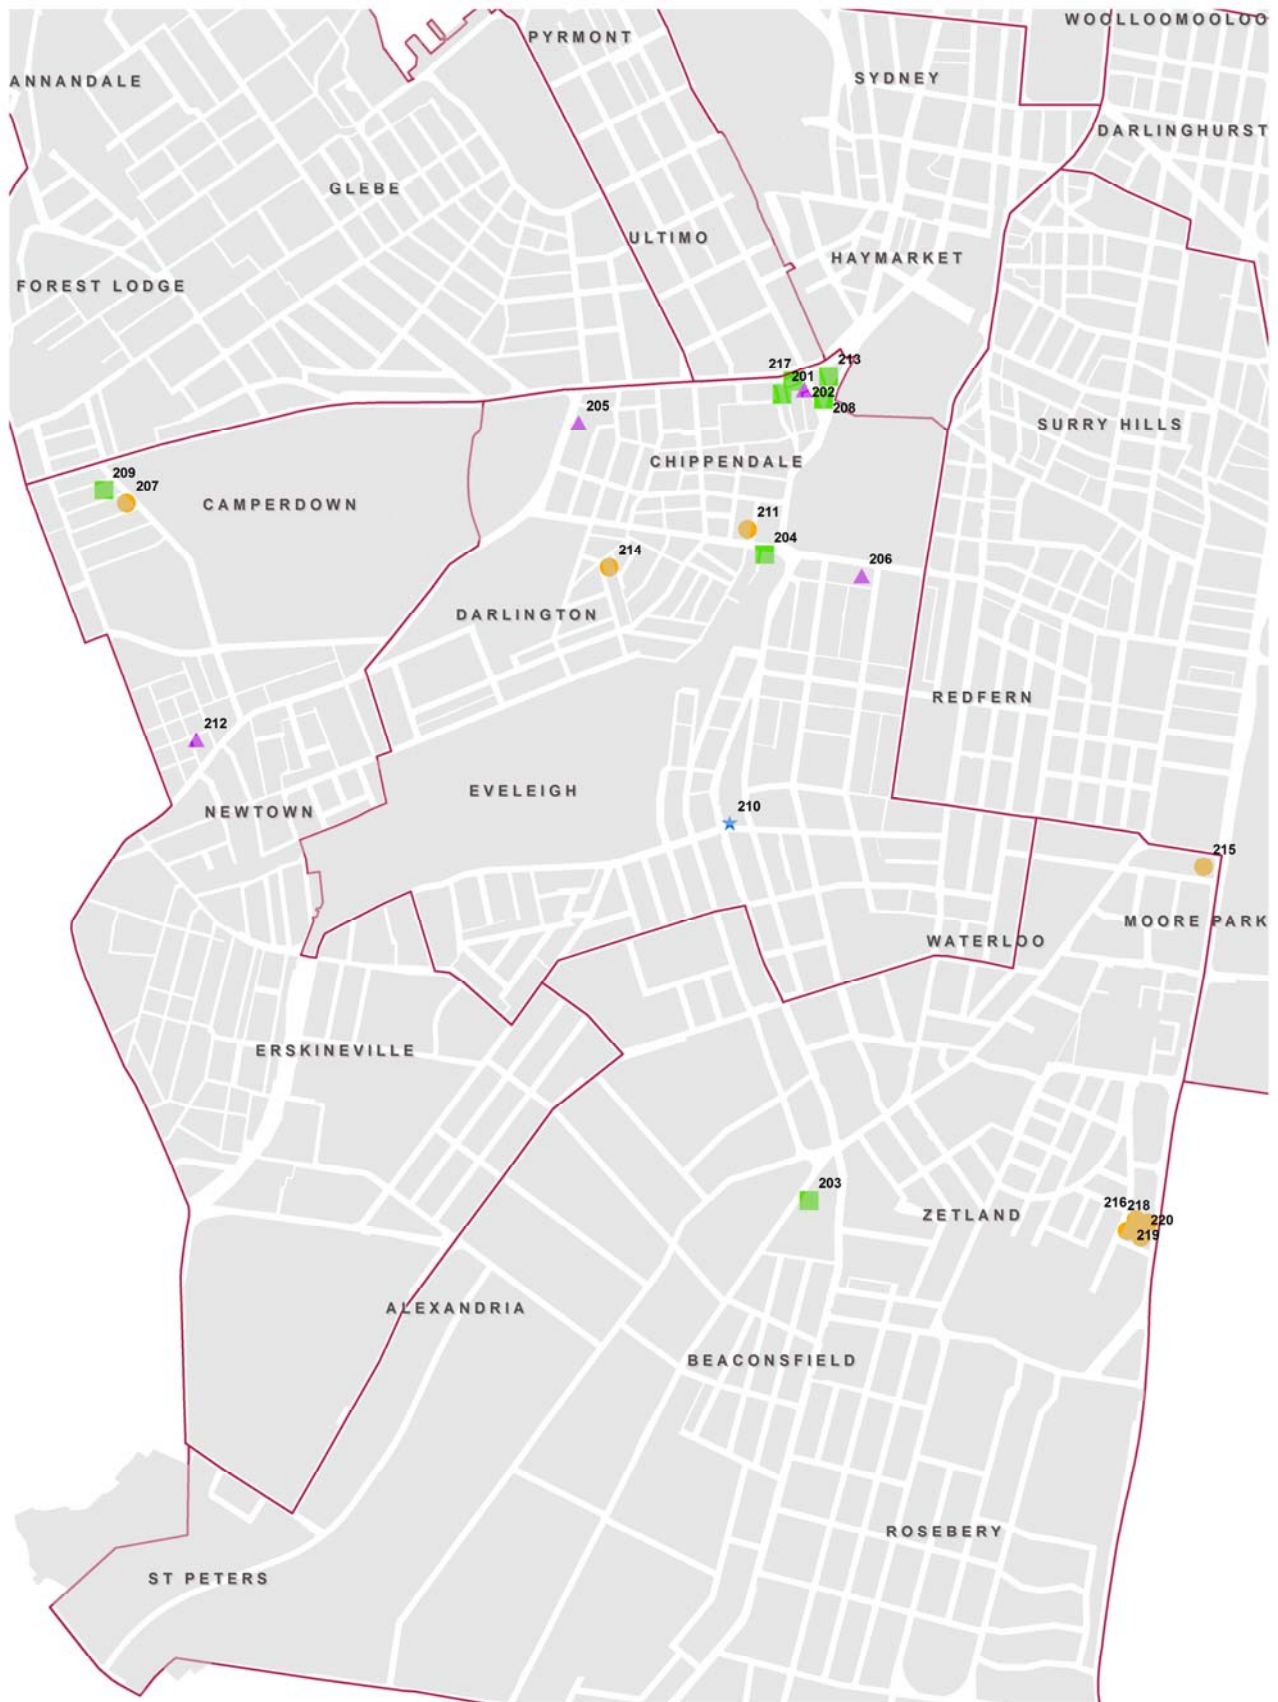 WOOLLOOMOOLOO
PYRMONT
SYDNEY
ANNANDALE
DARLINGHURST
GLEBE
ULTIMO
HAYMARKET
FOREST LODGE
217
213
201
202
208
205
SURRY HILLS
CHIPPENDALE
209
207
CAMPERDOWN
211
204
214
206
DARLINGTON
REDFERN
212
EVELEIGH
210
NEWTOWN
215
MOORE PARK
WATERLOO
ERSKINEVILLE
203
216
218
ZETLAND
220
219
ALEXANDRIA
BEACONSFIELD
ROSEBERY
ST PETERS